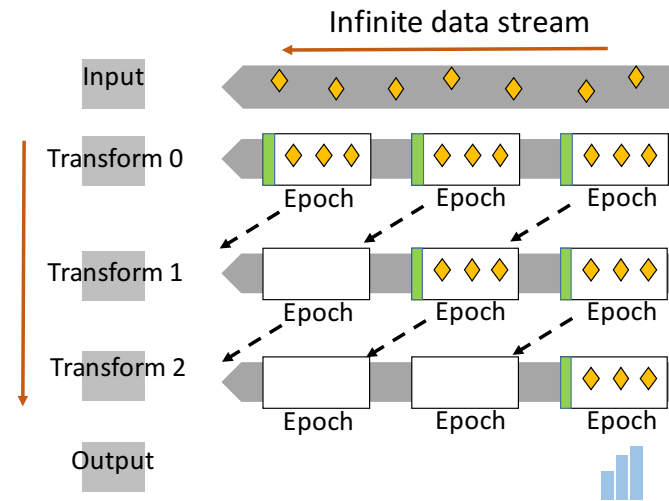 Infinite data stream
Input
Transform 0
Epoch Epoch Epoch
Transform 1
Epoch Epoch Epoch
Transform 2
Epoch Epoch Epoch
Output